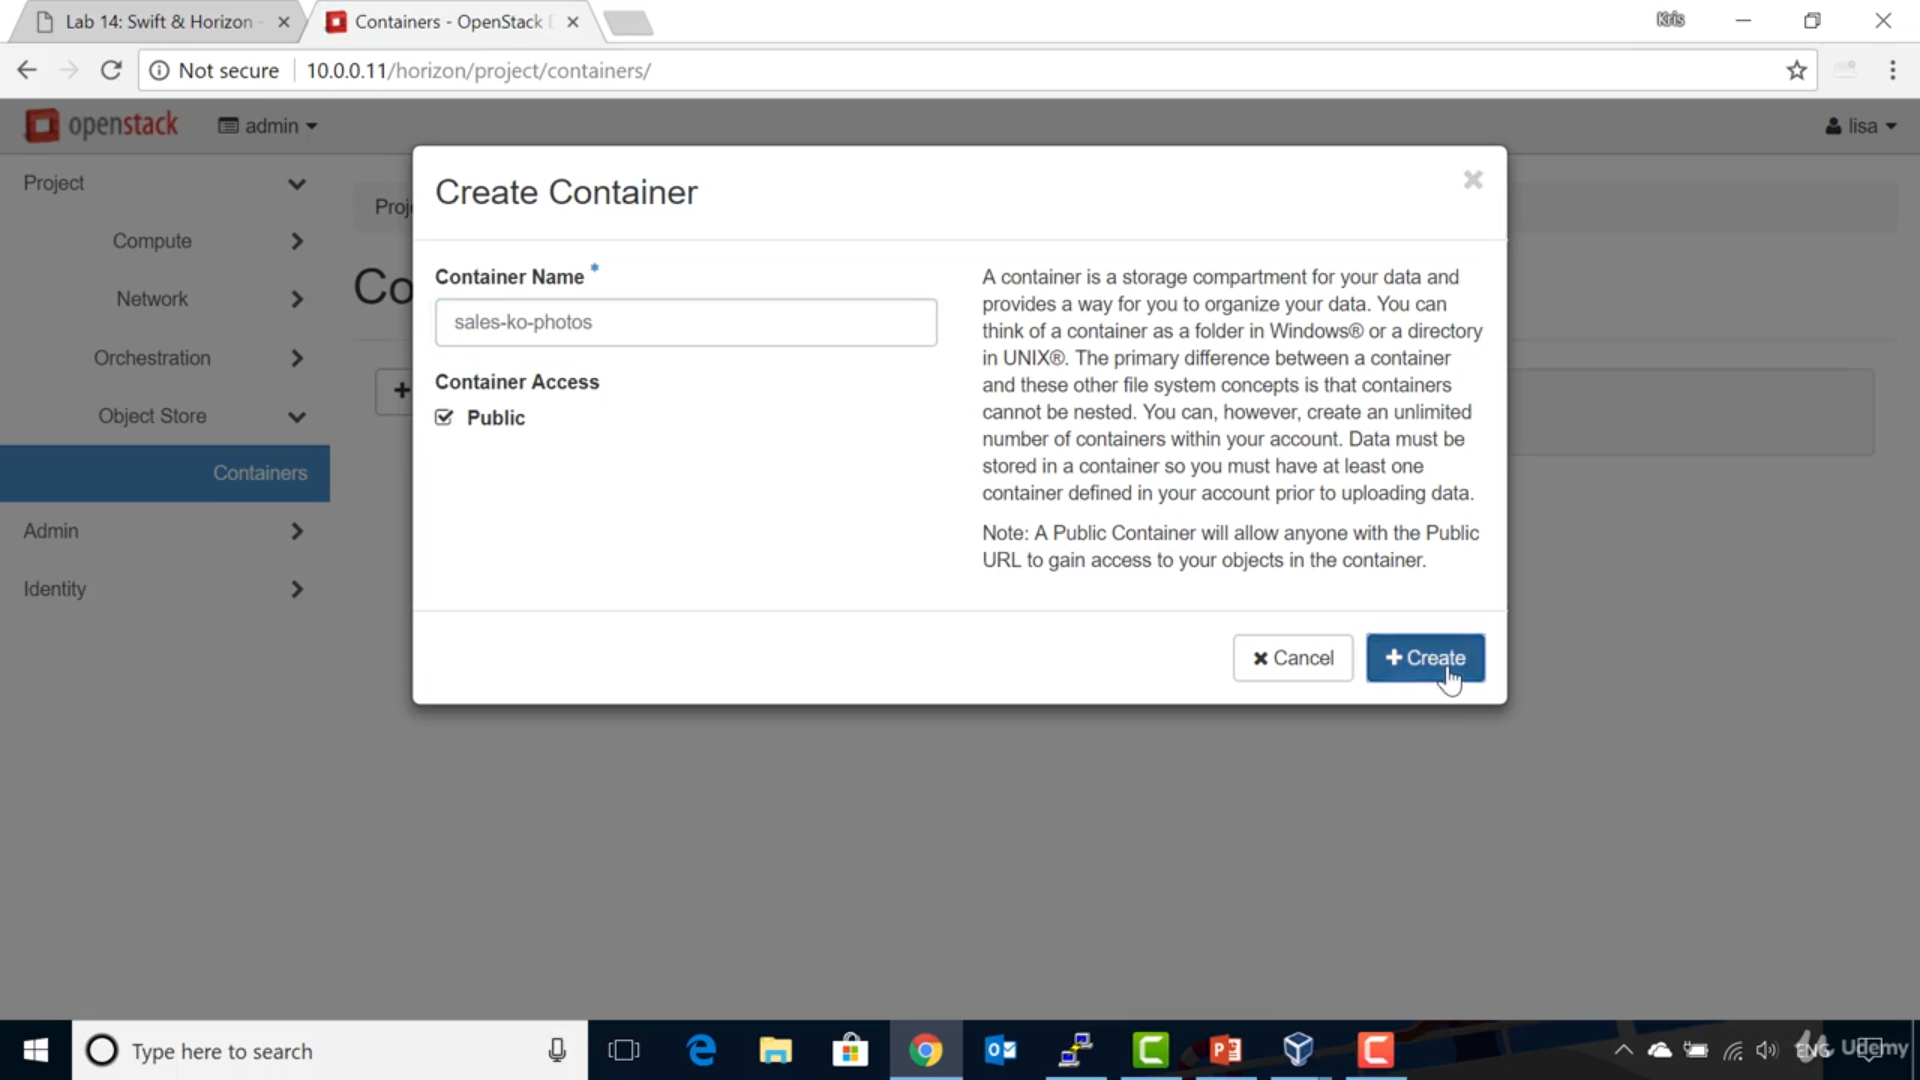 Lab 14: Swift & Horizon
Containers - OpenStack
Kris
Not secure
10.0.0.11/horizon/project/containers/
openstack
admin
lisa
Project
Compute
Network
Orchestration
Object Store
Containers
Admin
Identity
Proj
Co
Create Container
Container Name *
sales-ko-photos
Container Access
Public
A container is a storage compartment for your data and
provides a way for you to organize your data. You can
think of a container as a folder in Windows® or a directory
in UNIX®. The primary difference between a container
and these other file system concepts is that containers
cannot be nested. You can, however, create an unlimited
number of containers within your account. Data must be
stored in a container so you must have at least one
container defined in your account prior to uploading data.
Note: A Public Container will allow anyone with the Public
URL to gain access to your objects in the container.
Cancel
Create
Type here to search
ENG
Udemy